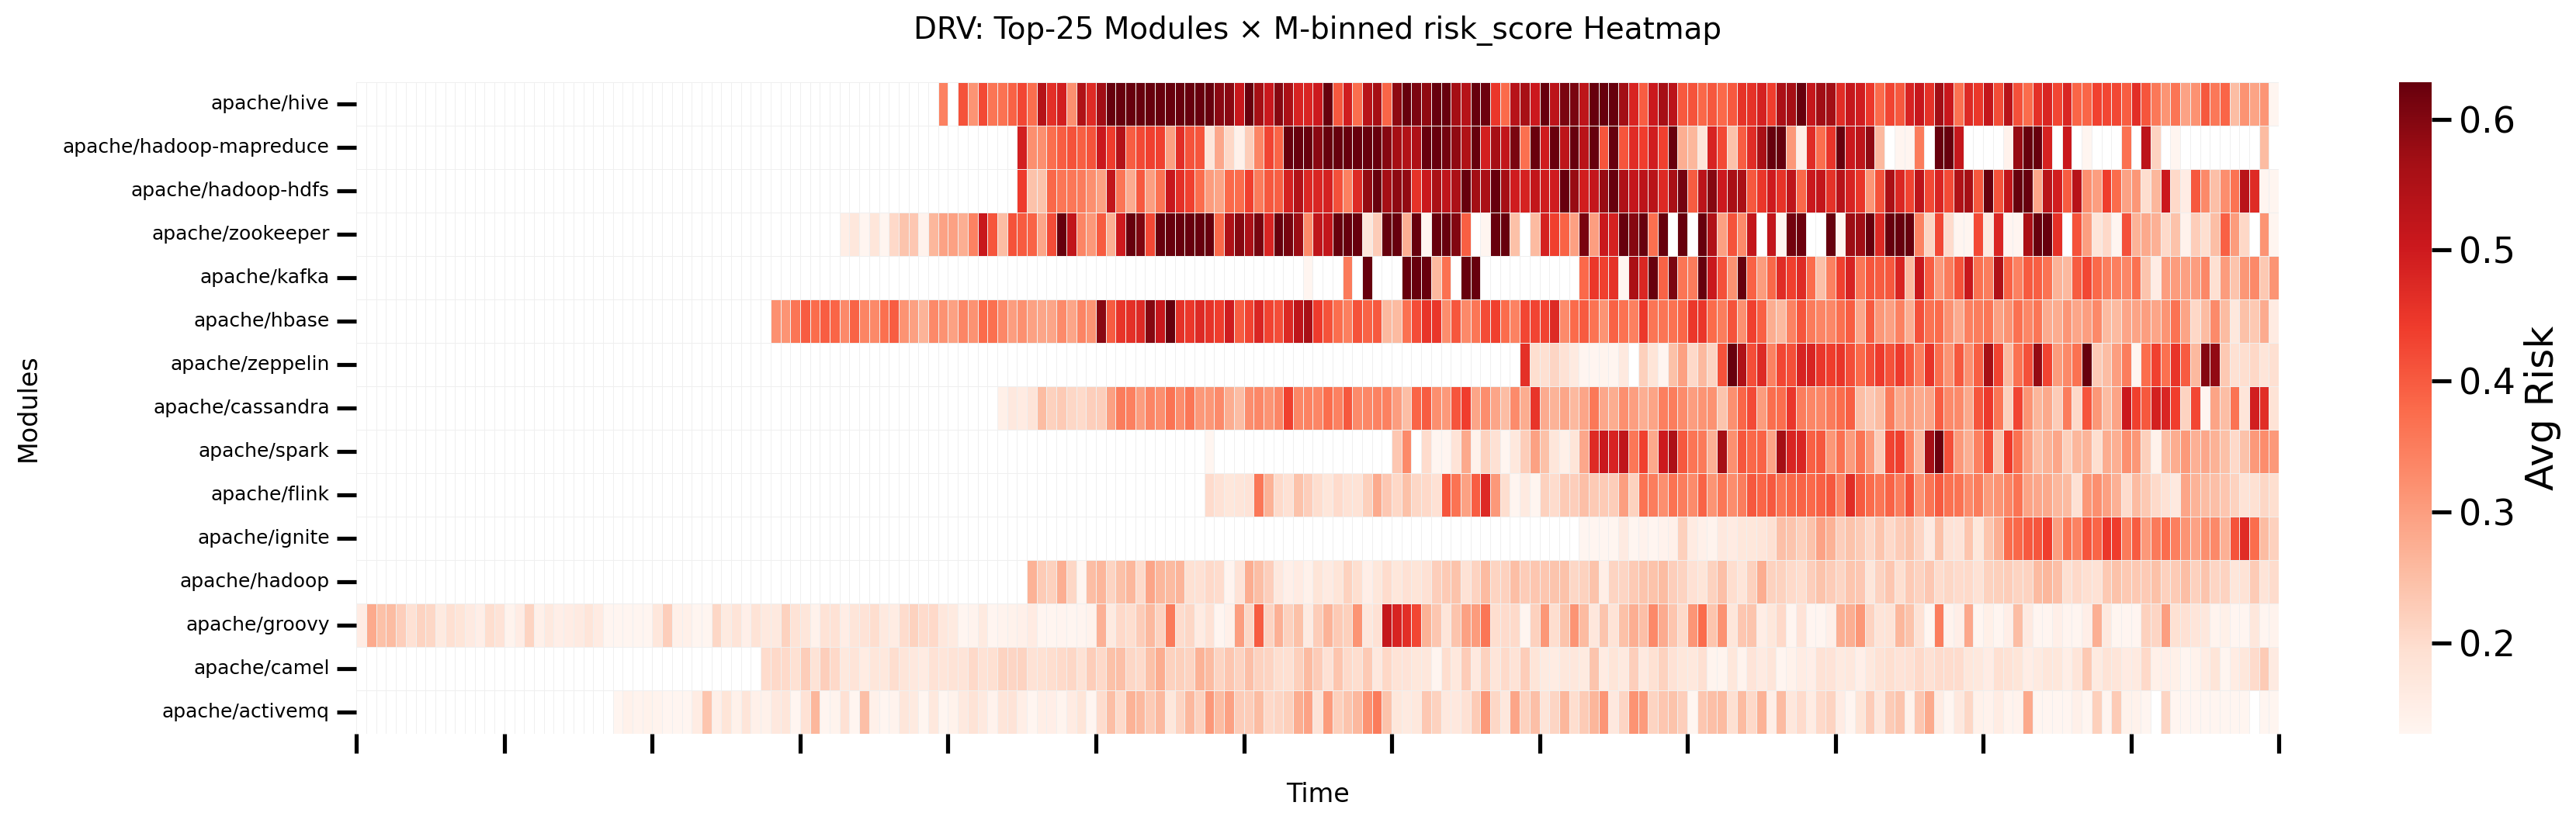 DRV: Top-25 Modules × M-binned risk_score Heatmap
apache/hive
apache/hadoop-mapreduce
apache/hadoop-hdfs
apache/zookeeper
apache/kafka
apache/hbase
apache/zeppelin
apache/cassandra
apache/spark
apache/flink
apache/ignite
apache/hadoop
apache/groovy
apache/camel
apache/activemq
Modules
Time
0.6
0.5
0.4
0.3
0.2
Avg Risk